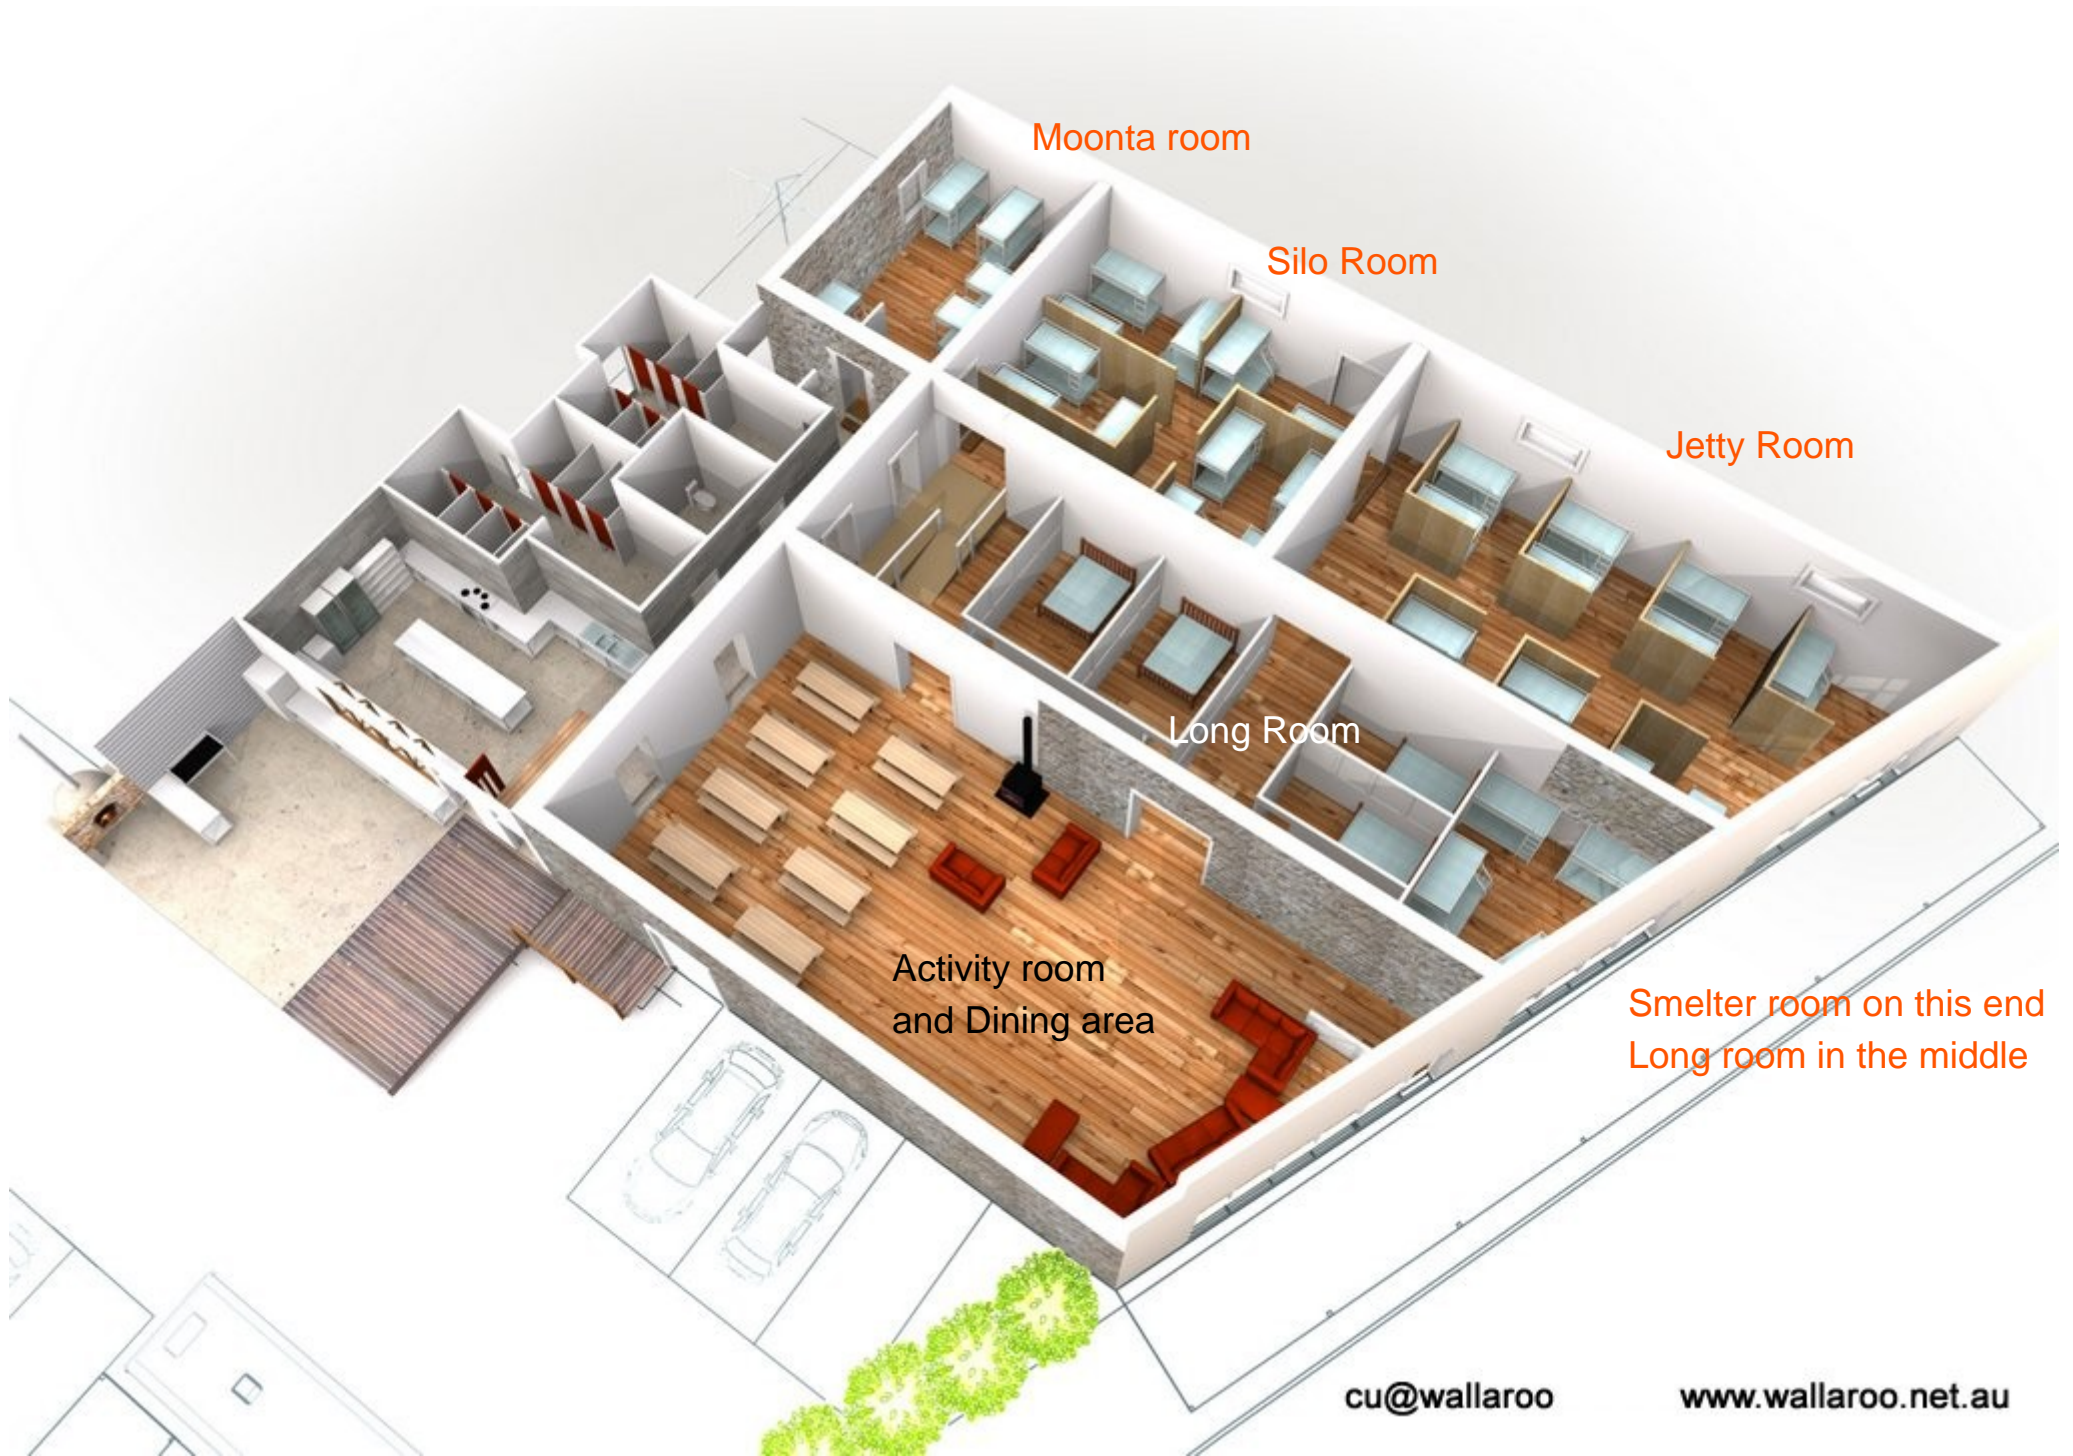 Moonta room
Silo Room
Jetty Room
Long Room
Activity room
and Dining area
Smelter room on this end
Long room in the middle
cu@wallaroo
www.wallaroo.net.au